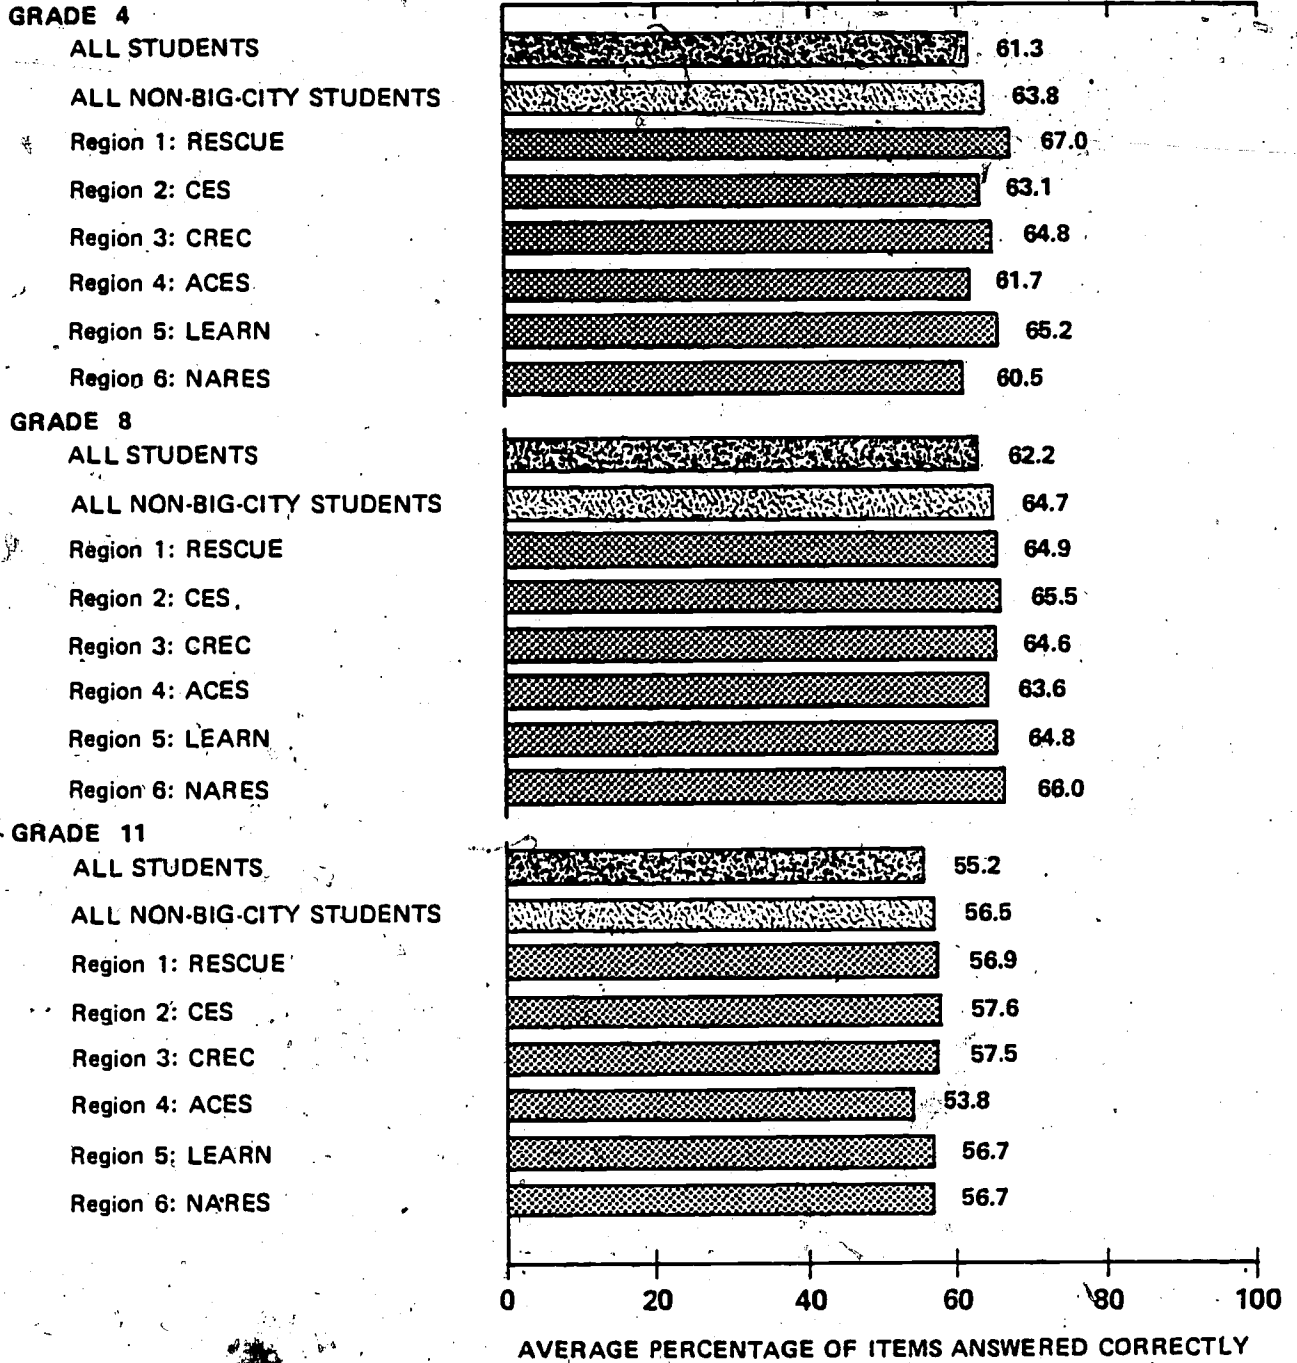 GRADE 4
ALL STUDENTS 61.3
ALL NON-BIG-CITY STUDENTS 63.8
Region 1: RESCUE 67.0
Region 2: CES 63.1
Region 3: CREC 64.8
Region 4: ACES 61.7
Region 5: LEARN 65.2
Region 6: NARES 60.5
GRADE 8
ALL STUDENTS 62.2
ALL NON-BIG-CITY STUDENTS 64.7
Region 1: RESCUE 64.9
Region 2: CES 65.5
Region 3: CREC 64.6
Region 4: ACES 63.6
Region 5: LEARN 64.8
Region 6: NARES 66.0
GRADE 11
ALL STUDENTS 55.2
ALL NON-BIG-CITY STUDENTS 56.5
Region 1: RESCUE 56.9
Region 2: CES 57.6
Region 3: CREC 57.5
Region 4: ACES 53.8
Region 5: LEARN 56.7
Region 6: NARES 56.7
0 20 40 60 80 100
AVERAGE PERCENTAGE OF ITEMS ANSWERED CORRECTLY